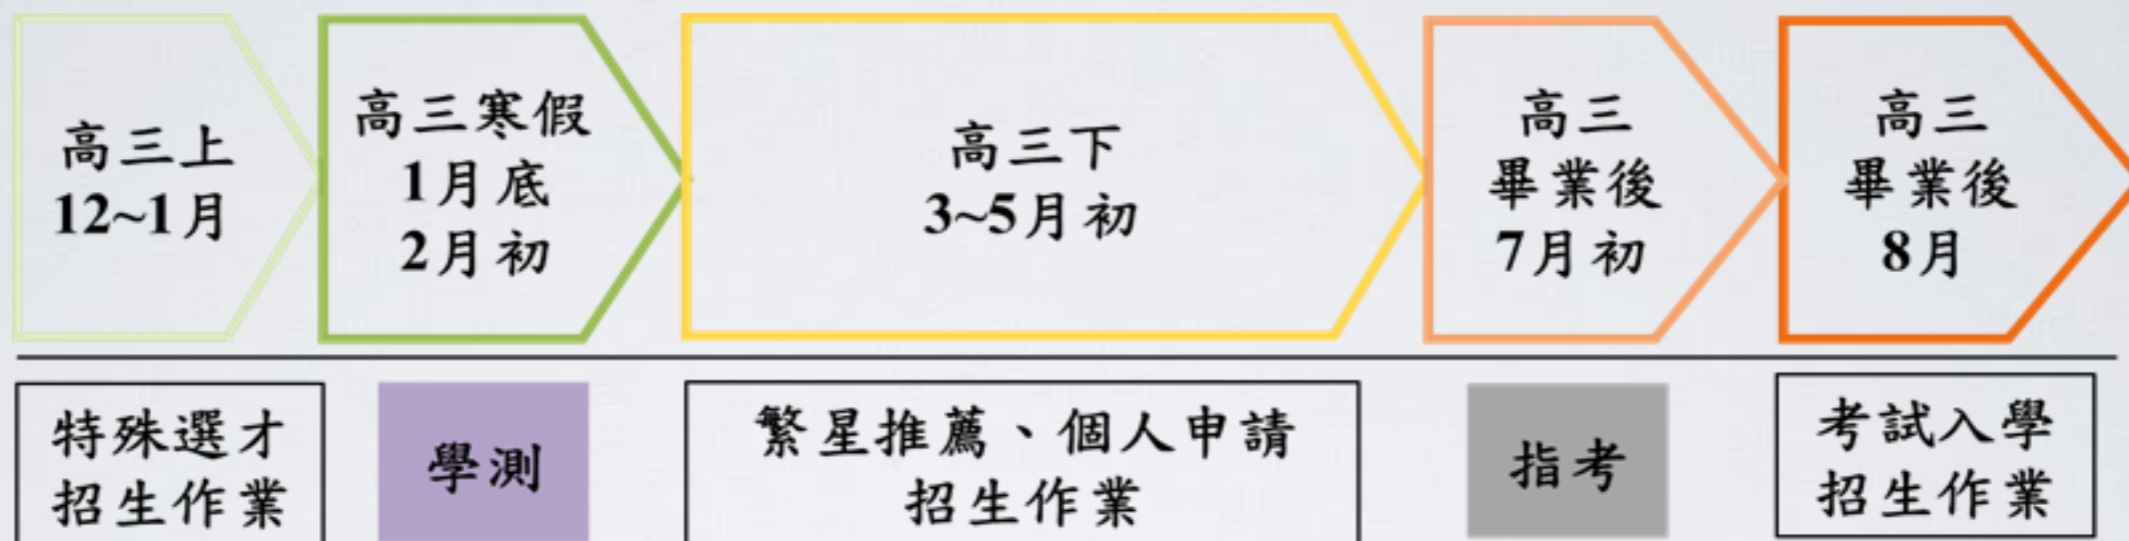 高三上
12~1月
高三寒假
1月底
2月初
高三下
3~5月初
高三
畢業後
7月初
高三
畢業後
8月
特殊選才
招生作業
學測
繁星推薦、個人申請
招生作業
指考
考試入學
招生作業